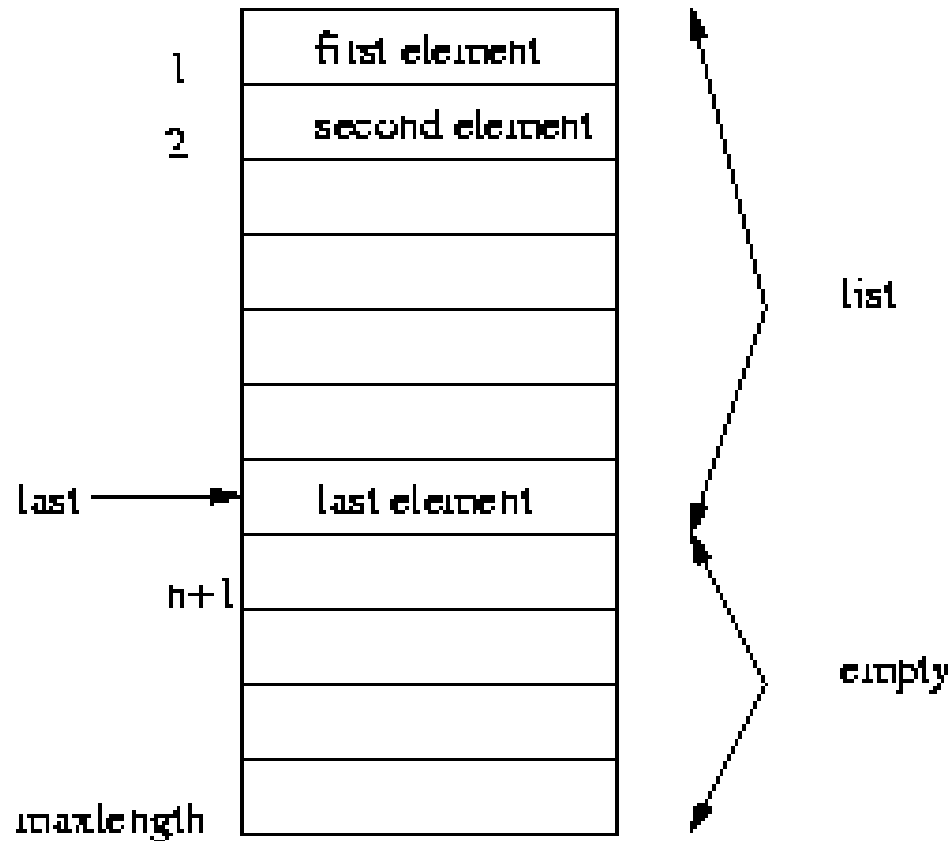 1 first element
2 second element
list
last last element
n+1
empty
maxlength